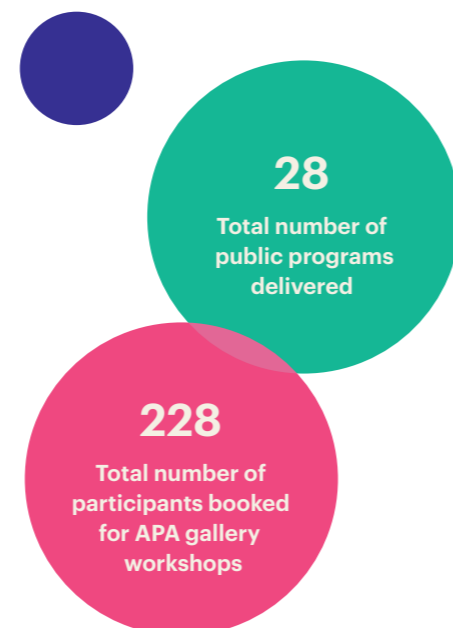 28
Total number of
public programs
delivered
228
Total number of
participants booked
for APA gallery
workshops